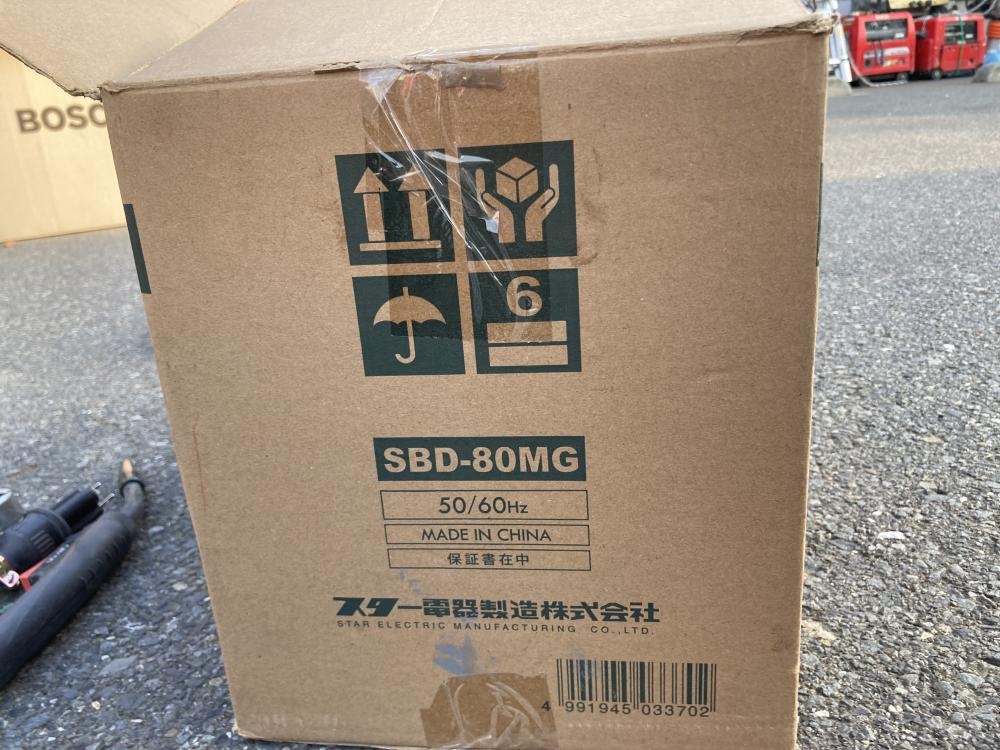 BOSC
6
SBD-80MG
50/60Hz
MADE IN CHINA
保証書在中
スター電器製造株式会社
STAR ELECTRIC MANUFACTURING CO.,LTD.
4 991945 033702